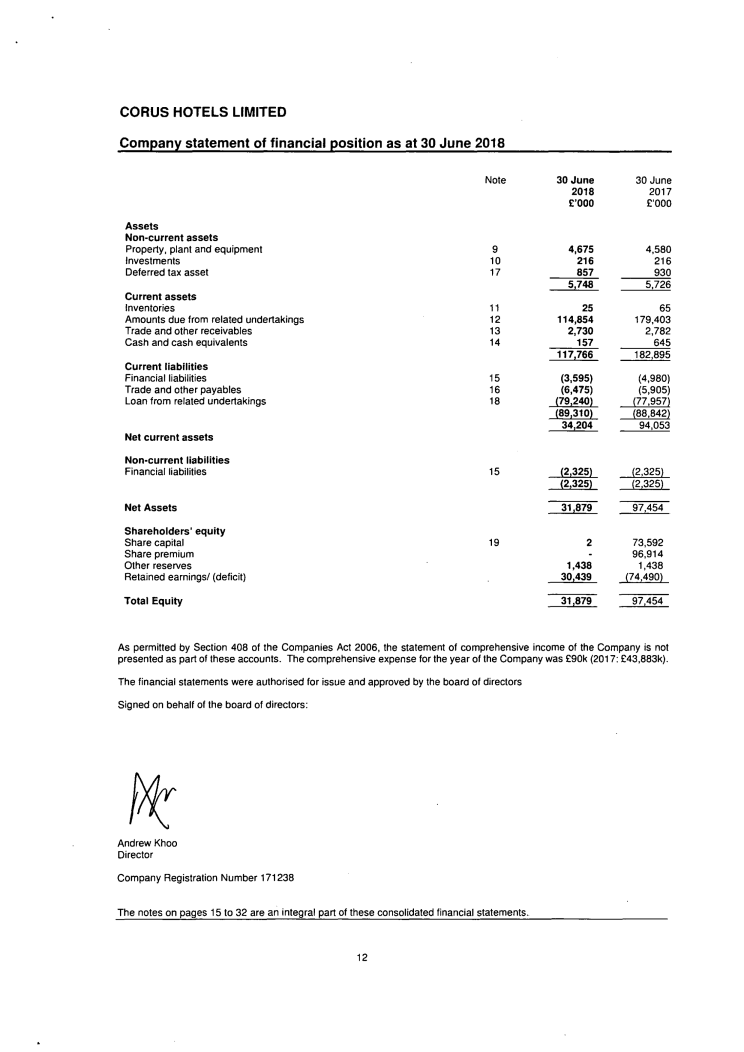 CORUS HOTELS LIMITED
Company statement of financial position as at 30 June 2018
Note 30 June 30 June
2018 2017
£'000 £'000
Assets
Non-current assets
Property, plant and equipment 9 4,675 4,580
Investments 10 216 216
Deferred tax asset 17 857 930
5,748 5,726
Current assets
Inventories 11 25 65
Amounts due from related undertakings 12 114,854 179,403
Trade and other receivables 13 2,730 2,782
Cash and cash equivalents 14 157 645
117,766 182,895
Current liabilities
Financial liabilities 15 (3,595) (4,980)
Trade and other payables 16 (6,475) (5,905)
Loan from related undertakings 18 (79,240) (77,957)
(89,310) (88,842)
34,204 94,053
Net current assets
Non-current liabilities
Financial liabilities 15 (2,325) (2,325)
(2,325) (2,325)
Net Assets 31,879 97,454
Shareholders' equity
Share capital 19 2 73,592
Share premium - 96,914
Other reserves 1,438 1,438
Retained earnings/ (deficit) 30,439 (74,490)
Total Equity 31,879 97,454
As permitted by Section 408 of the Companies Act 2006, the statement of comprehensive income of the Company is not
presented as part of these accounts. The comprehensive expense for the year of the Company was £90k (2017: £43,883k).
The financial statements were authorised for issue and approved by the board of directors
Signed on behalf of the board of directors:
Andrew Khoo
Director
Company Registration Number 171238
The notes on pages 15 to 32 are an integral part of these consolidated financial statements.
12